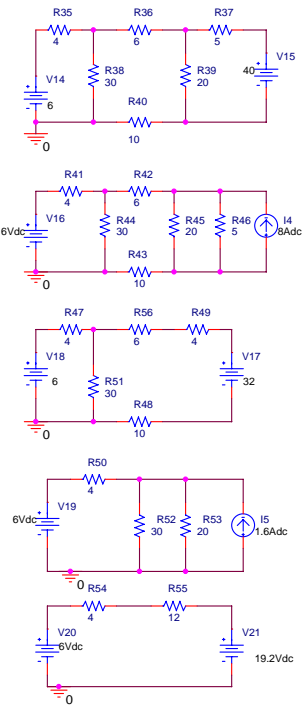 R35 R36 R37
4 6 5
V14 R38 R39 V15
6 30 20 40
R40
10
0
R41 R42
4 6
V16 R44 R45 R46 I4
6Vdc 30 20 5 8Adc
R43
10
0
R47 R56 R49
4 6 4
V18 R51 V17
6 30 32
R48
10
0
R50
4
V19
6Vdc R52 R53 I5
30 20 1.6Adc
0
R54 R55
4 12
V20 V21
6Vdc 19.2Vdc
0